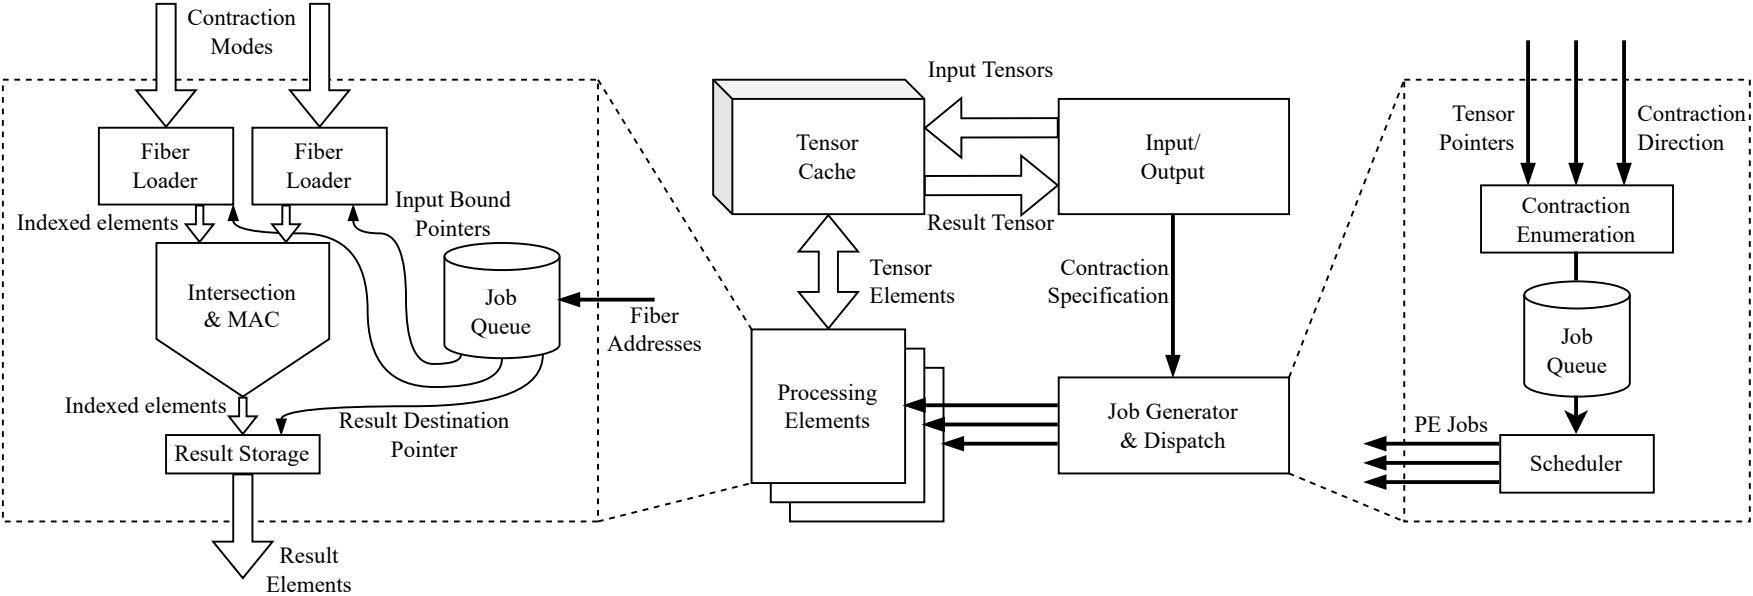 Contraction
Modes
Fiber
Loader
Fiber
Loader
Indexed elements
Input Bound
Pointers
Intersection
& MAC
Job
Queue
Fiber
Addresses
Indexed elements
Result Destination
Pointer
Result Storage
Result
Elements
Input Tensors
Tensor
Cache
Input/
Output
Result Tensor
Tensor
Elements
Contraction
Specification
Processing
Elements
Job Generator
& Dispatch
Tensor
Pointers
Contraction
Direction
Contraction
Enumeration
Job
Queue
PE Jobs
Scheduler